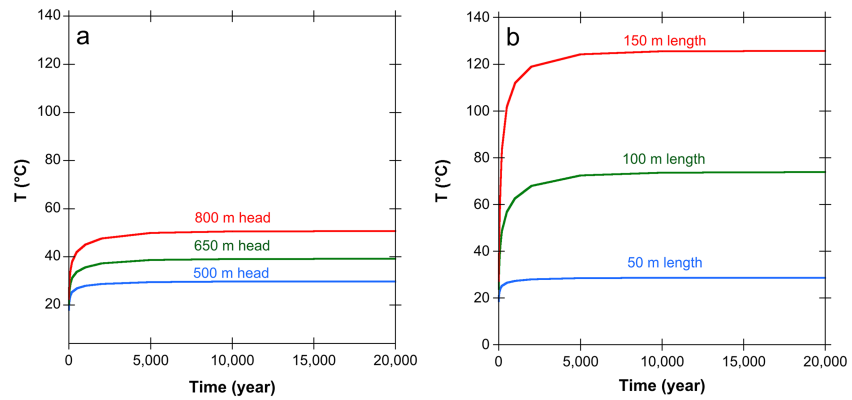 a
140
120
100
80
60
40
20
T (°C)
800 m head
650 m head
500 m head
0
5,000
10,000
15,000
20,000
Time (year)
b
140
120
100
80
60
40
20
0
T (°C)
150 m length
100 m length
50 m length
0
5,000
10,000
15,000
20,000
Time (year)